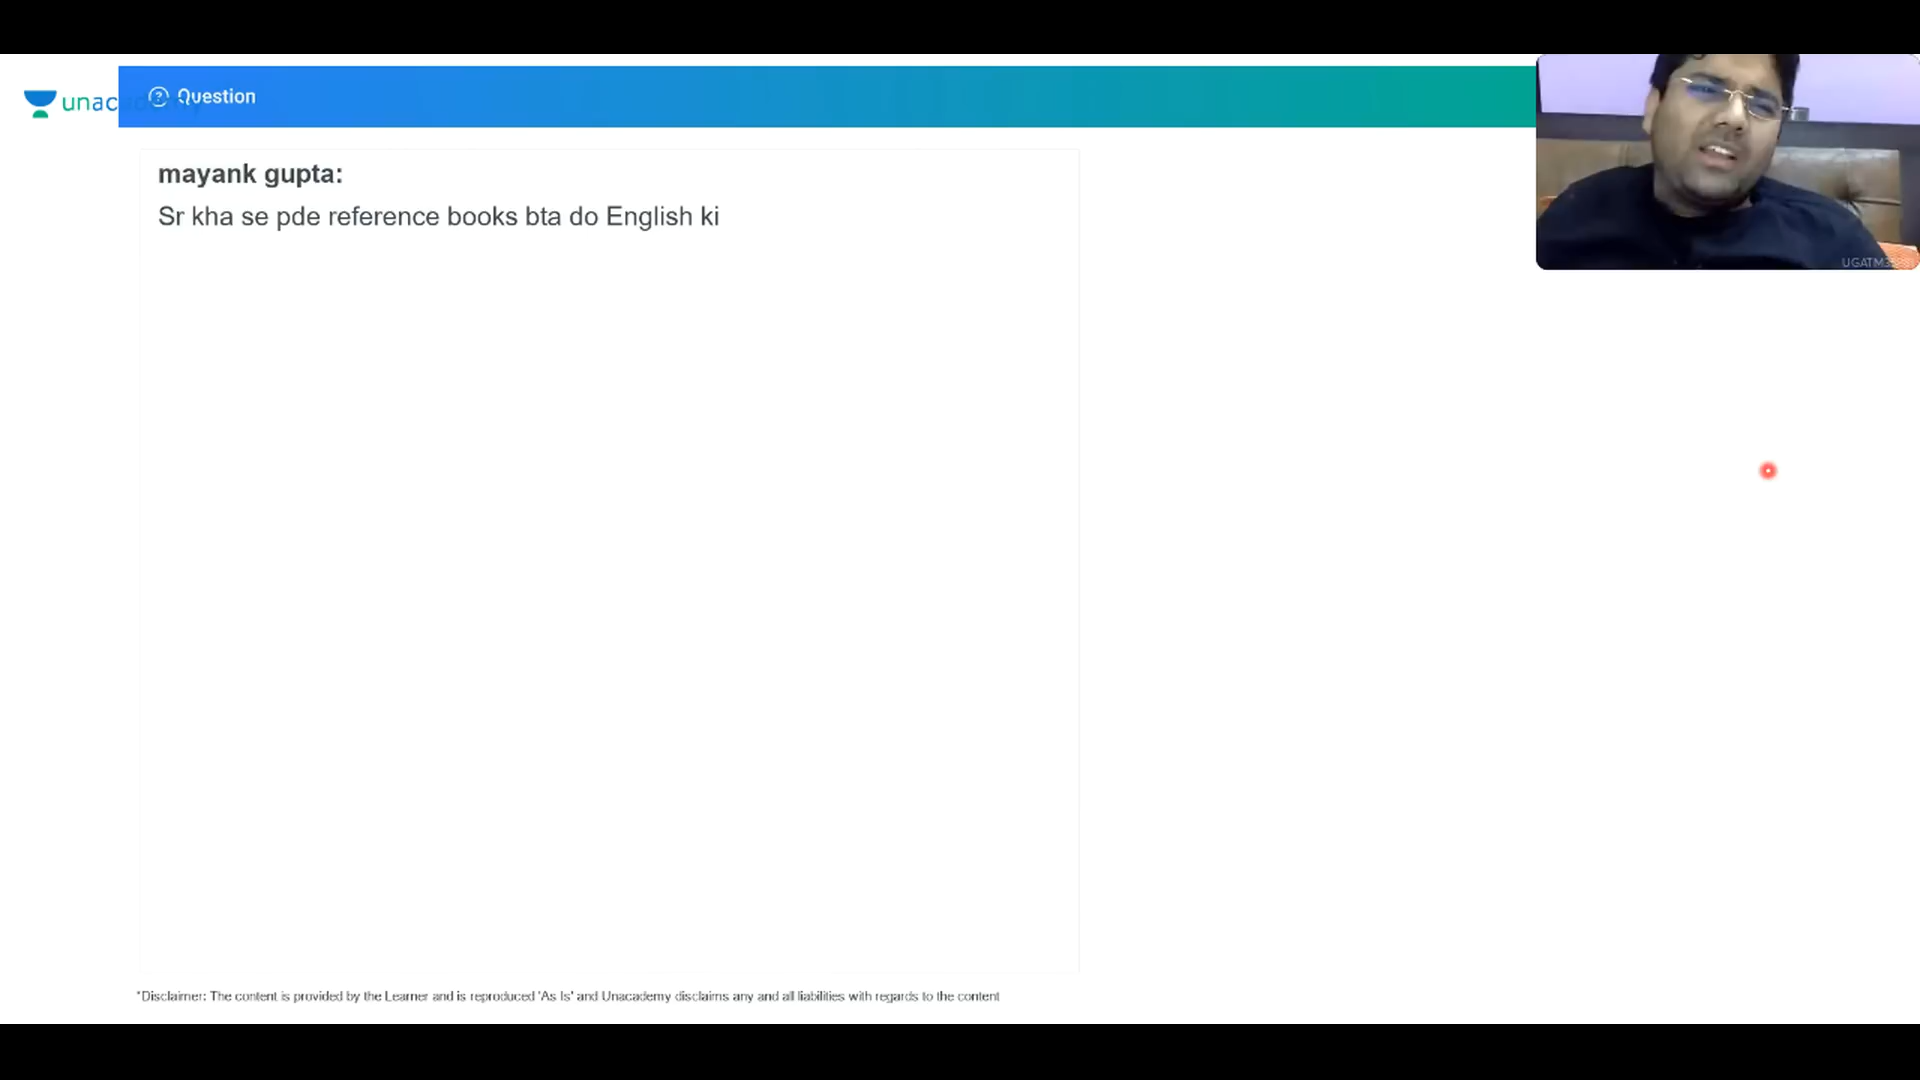 Question
mayank gupta:
Sr kha se pde reference books bta do English ki
*Disclaimer: The content is provided by the Learner and is reproduced 'As Is' and Unacademy disclaims any and all liabilities with regards to the content